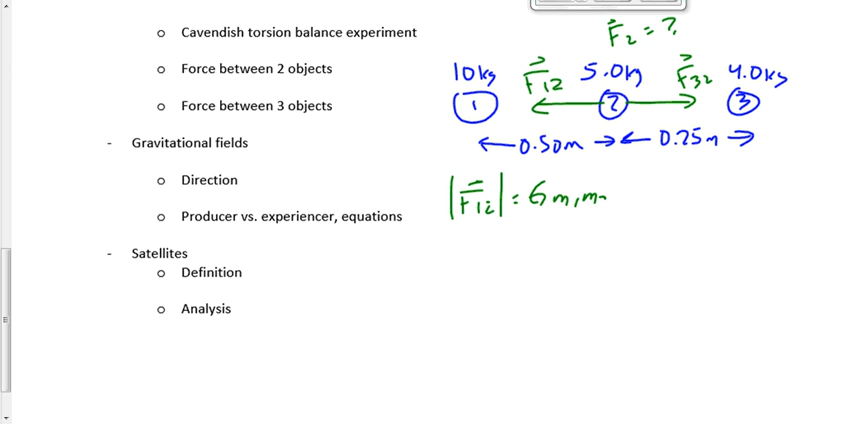 o Cavendish torsion balance experiment
o Force between 2 objects
o Force between 3 objects
- Gravitational fields
o Direction
o Producer vs. experiencer, equations
- Satellites
o Definition
o Analysis
F₂ = ?
10kg F₁₂ 5.0kg F₃₂ 4.0kg
1 2 3
0.50m 0.25m
|F₁₂| = G m, m